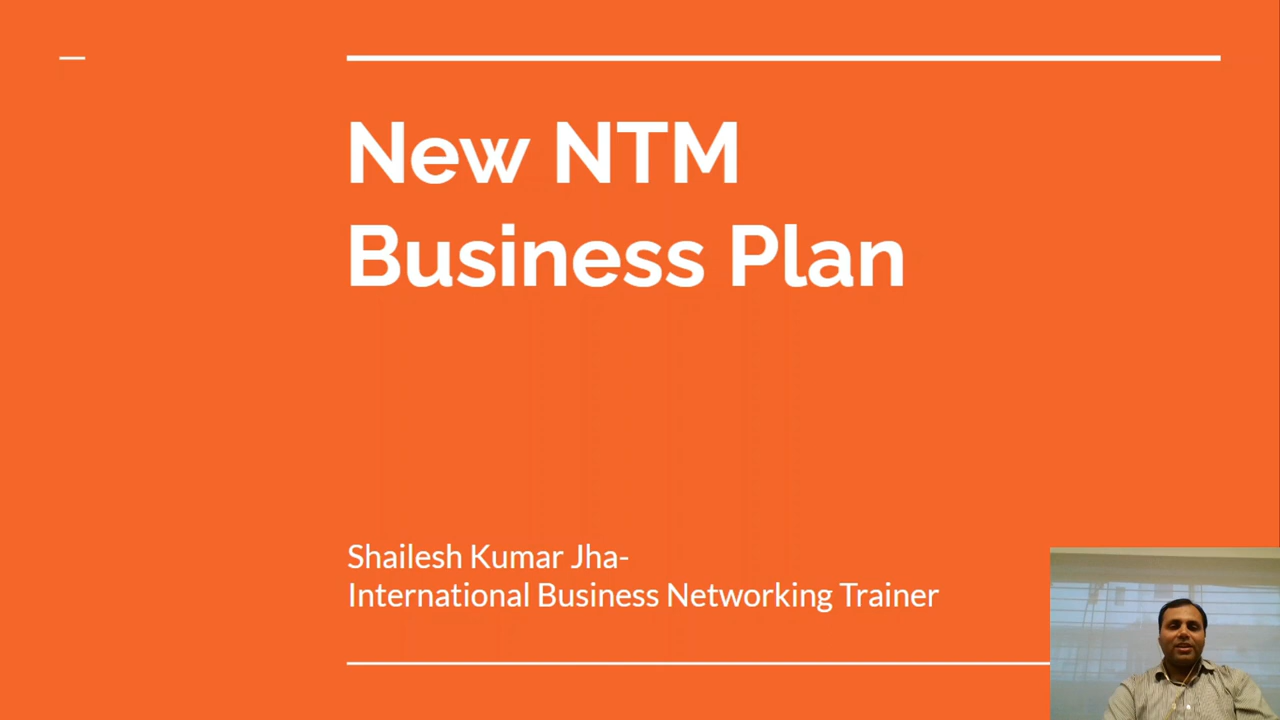 New NTM
Business Plan
Shailesh Kumar Jha-
International Business Networking Trainer